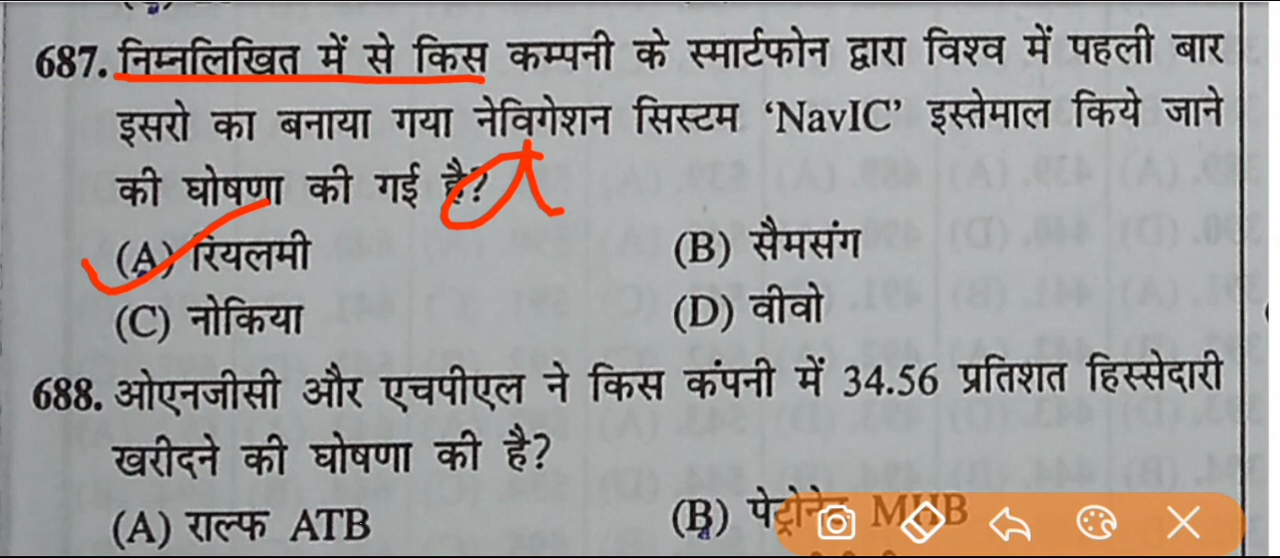 687. निम्नलिखित में से किस कम्पनी के स्मार्टफोन द्वारा विश्व में पहली बार
इसरो का बनाया गया नेविगेशन सिस्टम ‘NavIC’ इस्तेमाल किये जाने
की घोषणा की गई है?
(A) रियलमी (B) सैमसंग
(C) नोकिया (D) वीवो
688. ओएनजीसी और एचपीएल ने किस कंपनी में 34.56 प्रतिशत हिस्सेदारी
खरीदने की घोषणा की है?
(A) राल्फ ATB (B) पेट्रोनेट MHB